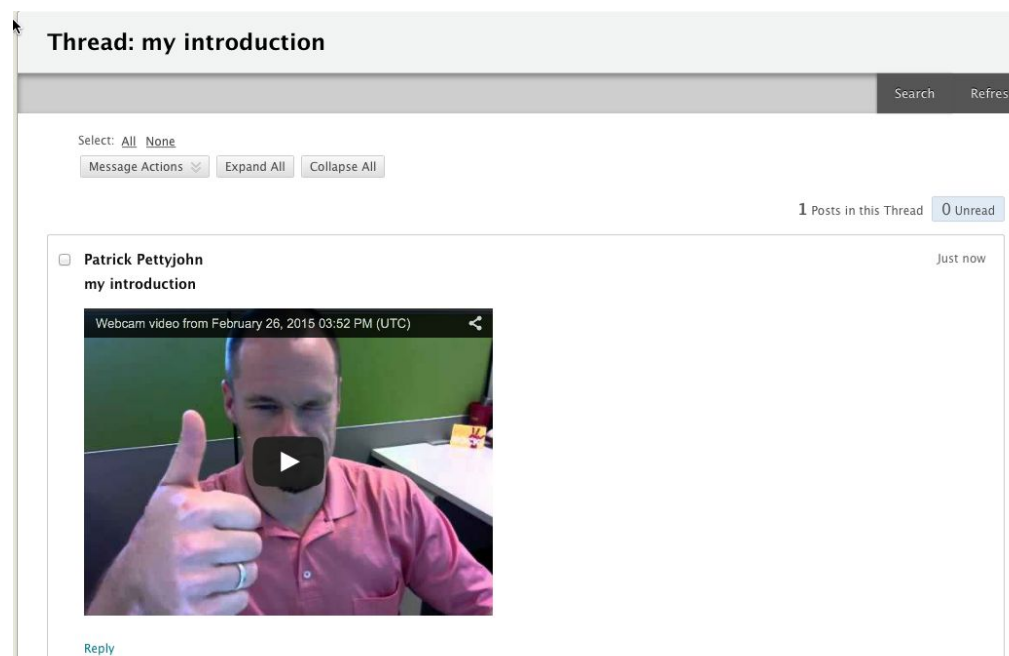 Thread: my introduction
Search Refres
Select: All None
Message Actions Expand All Collapse All
1 Posts in this Thread 0 Unread
Patrick Pettyjohn Just now
my introduction
Webcam video from February 26, 2015 03:52 PM (UTC)
Reply